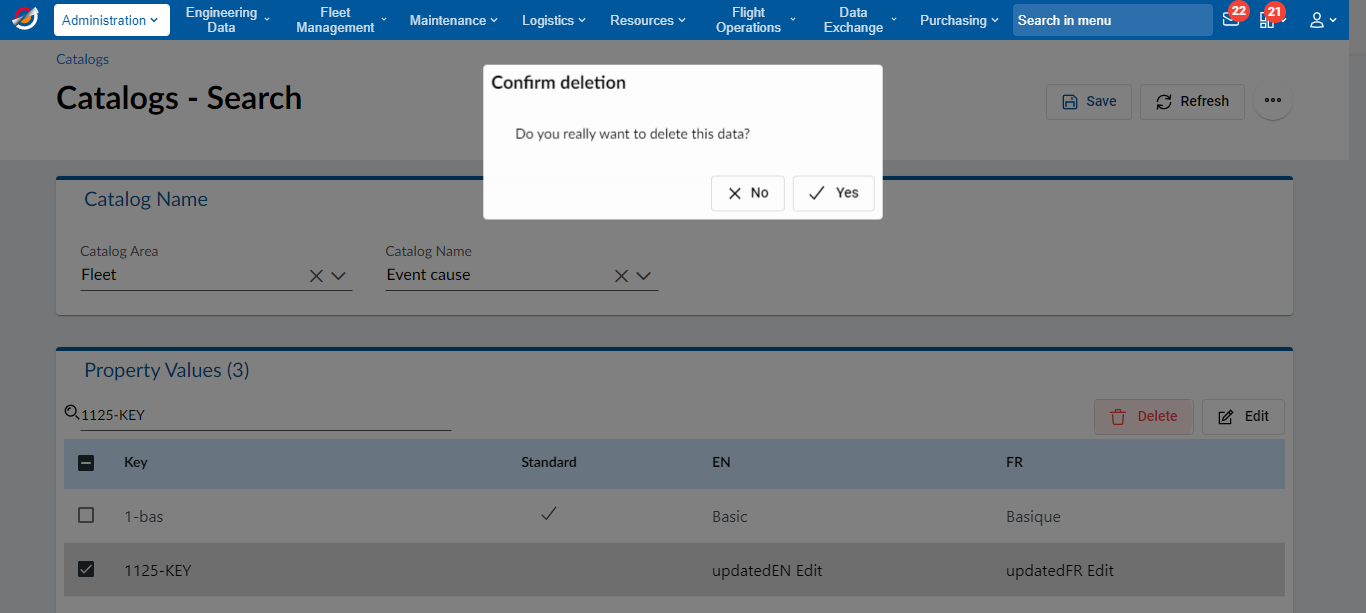 Administration
Engineering Data
Fleet Management
Maintenance
Logistics
Resources
Flight Operations
Data Exchange
Purchasing
Search in menu
22
21
Catalogs
Catalogs - Search
Save
Refresh
Confirm deletion
Do you really want to delete this data?
No
Yes
Catalog Name
Catalog Area
Catalog Name
Fleet
Event cause
Property Values (3)
1125-KEY
Delete
Edit
Key Standard EN FR
1-bas Basic Basique
1125-KEY updatedEN Edit updatedFR Edit